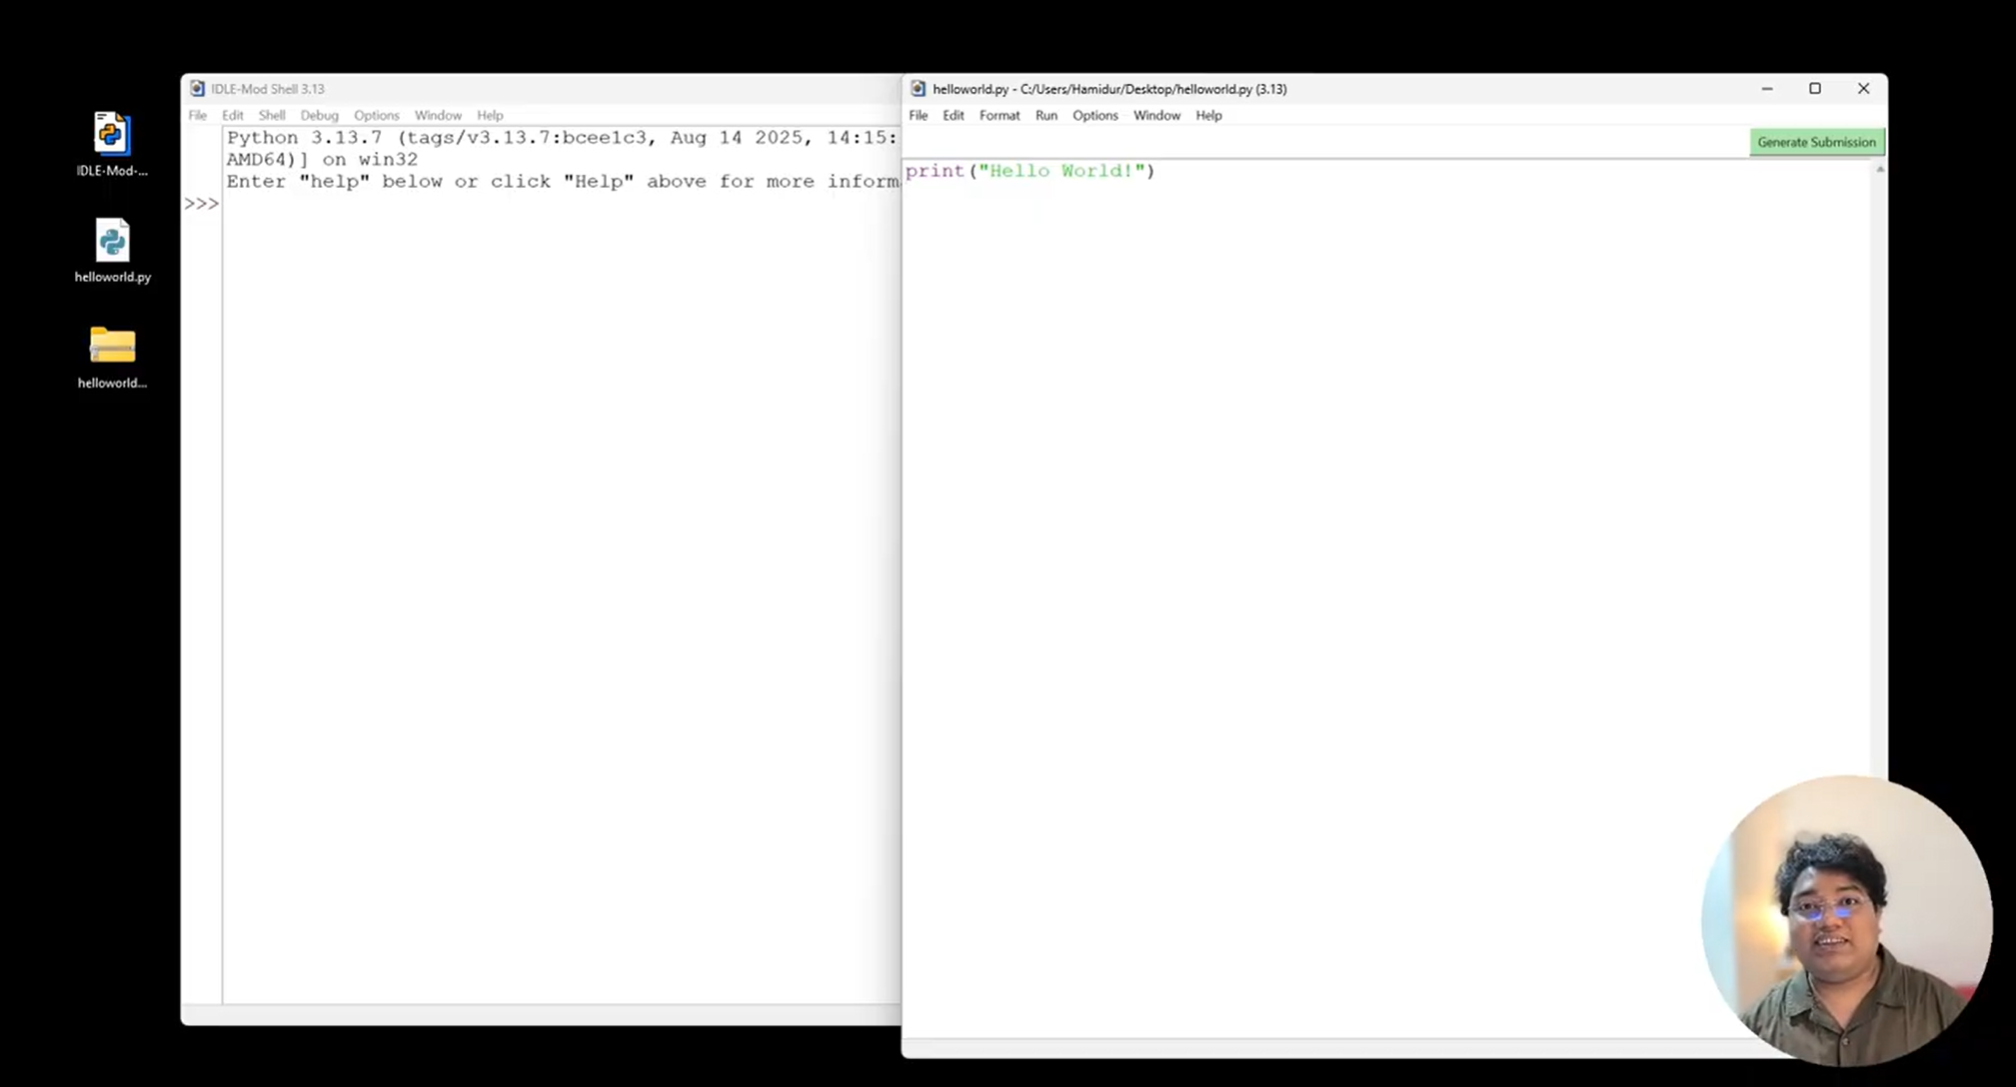 IDLE-Mod-...
helloworld.py
helloworld...
IDLE-Mod Shell 3.13
File Edit Shell Debug Options Window Help
Python 3.13.7 (tags/v3.13.7:bcee1c3, Aug 14 2025, 14:15:
AMD64)] on win32
Enter "help" below or click "Help" above for more inform
>>>
helloworld.py - C:/Users/Hamidur/Desktop/helloworld.py (3.13)
File Edit Format Run Options Window Help
Generate Submission
print("Hello World!")